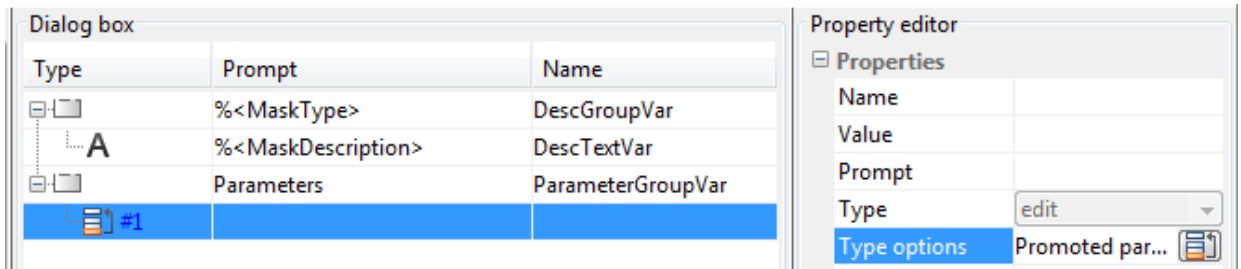 Dialog box
Type Prompt Name
%<MaskType> DescGroupVar
A %<MaskDescription> DescTextVar
Parameters ParameterGroupVar
#1
Property editor
Properties
Name
Value
Prompt
Type edit
Type options Promoted par...